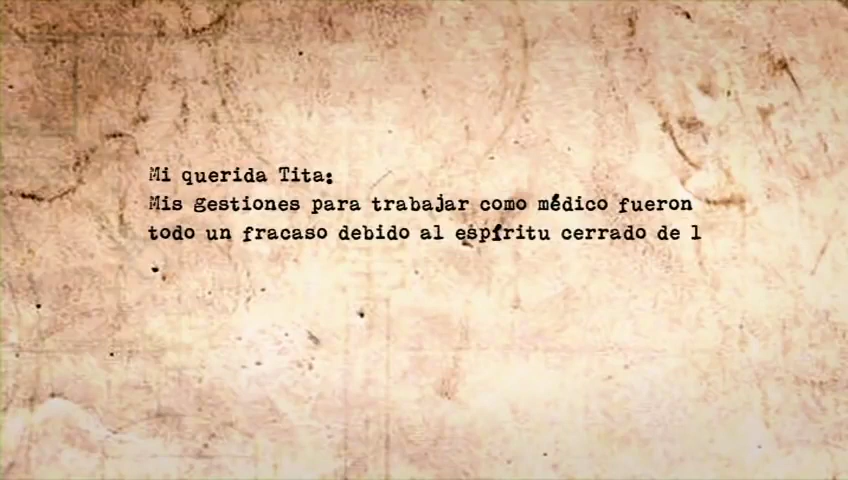 Mi querida Tita:
Mis gestiones para trabajar como médico fueron
todo un fracaso debido al espíritu cerrado de l